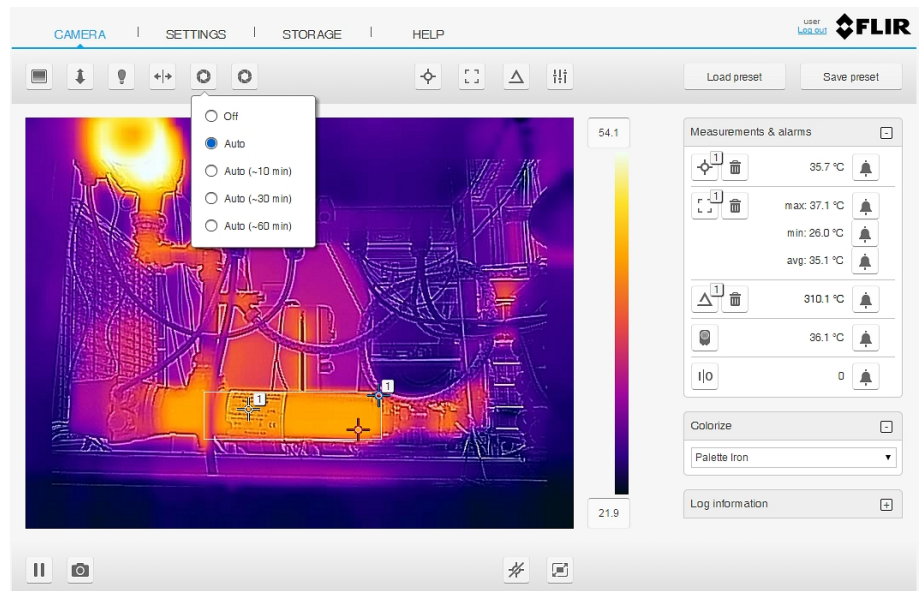 user
Log out
FLIR
CAMERA
SETTINGS
STORAGE
HELP
Load preset
Save preset
Off
Auto
Auto (~10 min)
Auto (~30 min)
Auto (~60 min)
54.1
21.9
1
1
Measurements & alarms
-
1
35.7 °C
1
max: 37.1 °C
min: 26.0 °C
avg: 35.1 °C
1
310.1 °C
36.1 °C
I|O
0
Colorize
-
Palette Iron
Log information
+